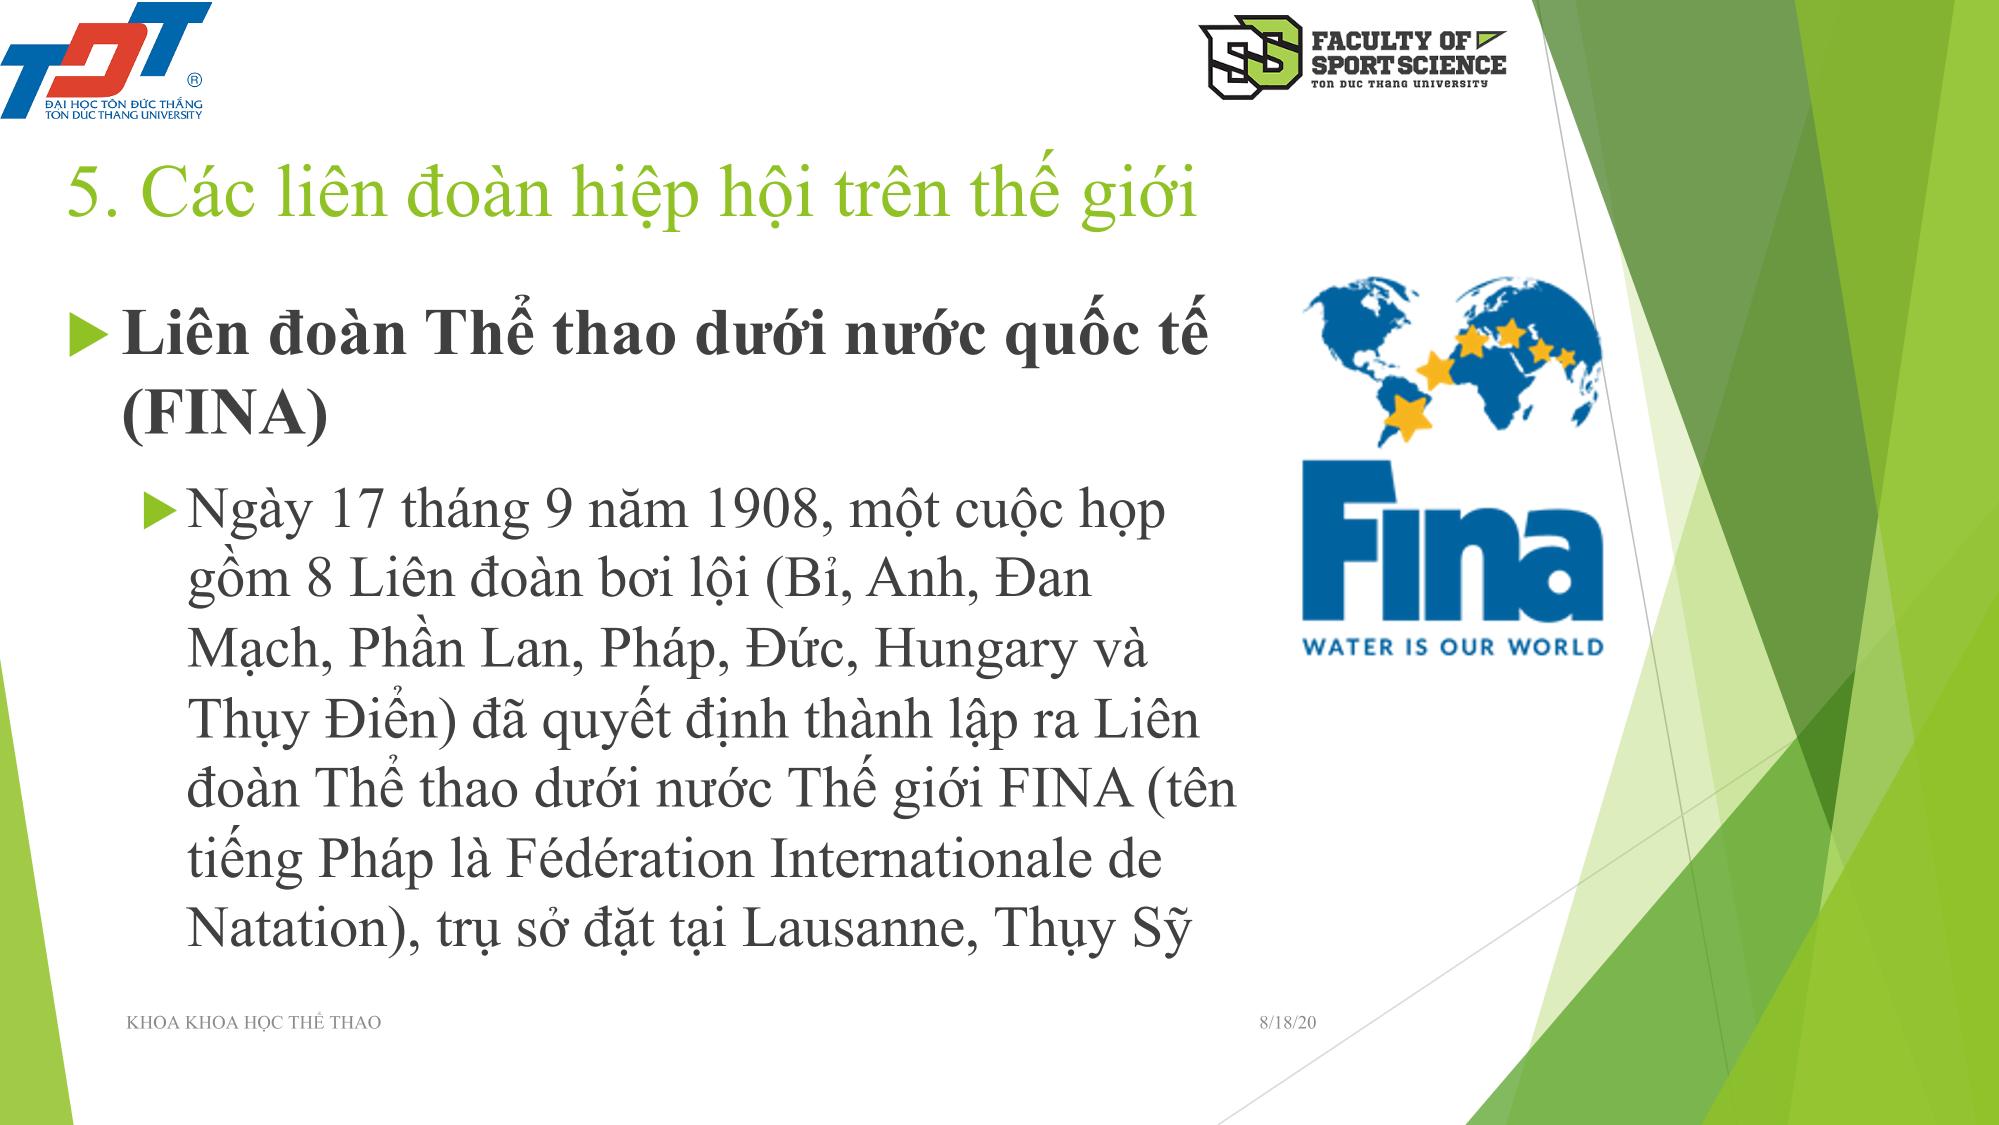 TDT
®
ĐẠI HỌC TÔN ĐỨC THẮNG
TON DUC THANG UNIVERSITY
SS
FACULTY OF
SPORT SCIENCE
TON DUC THANG UNIVERSITY
5. Các liên đoàn hiệp hội trên thế giới
Liên đoàn Thể thao dưới nước quốc tế
(FINA)
Ngày 17 tháng 9 năm 1908, một cuộc họp
gồm 8 Liên đoàn bơi lội (Bỉ, Anh, Đan
Mạch, Phần Lan, Pháp, Đức, Hungary và
Thụy Điển) đã quyết định thành lập ra Liên
đoàn Thể thao dưới nước Thế giới FINA (tên
tiếng Pháp là Fédération Internationale de
Natation), trụ sở đặt tại Lausanne, Thụy Sỹ
Fina
WATER IS OUR WORLD
KHOA KHOA HỌC THỂ THAO
8/18/20